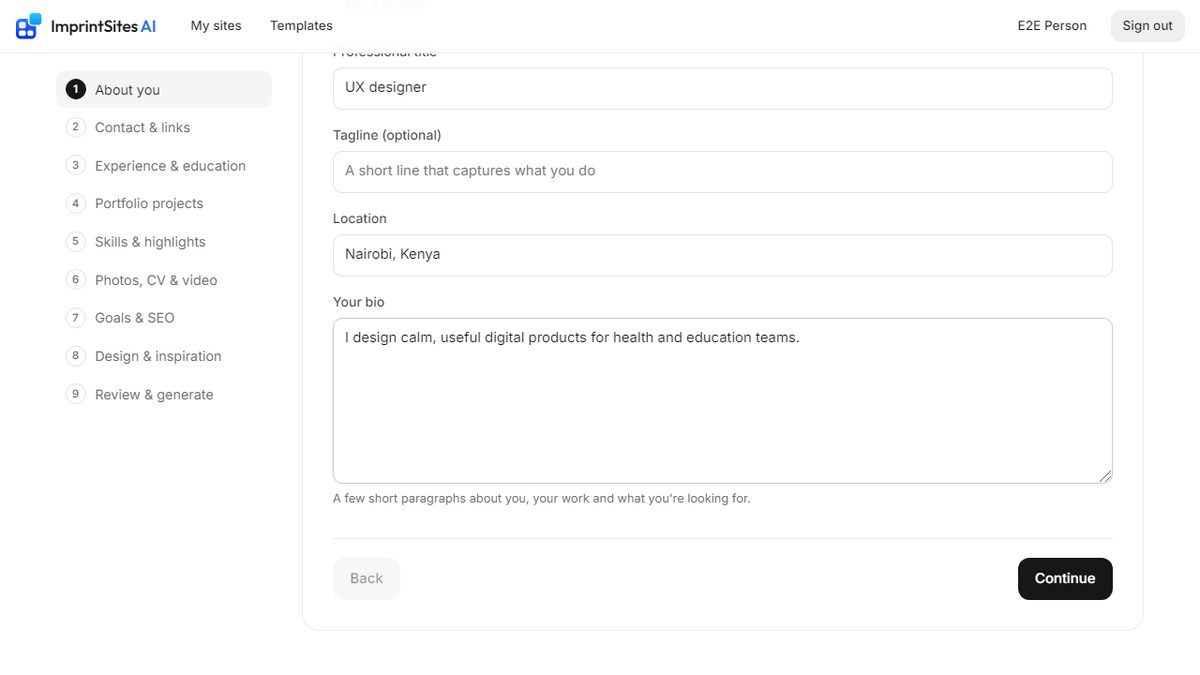 ImprintSites AI
My sites
Templates
E2E Person
Sign out
Professional title
UX designer
Tagline (optional)
A short line that captures what you do
Location
Nairobi, Kenya
Your bio
I design calm, useful digital products for health and education teams.
A few short paragraphs about you, your work and what you're looking for.
Back
Continue
1 About you
2 Contact & links
3 Experience & education
4 Portfolio projects
5 Skills & highlights
6 Photos, CV & video
7 Goals & SEO
8 Design & inspiration
9 Review & generate